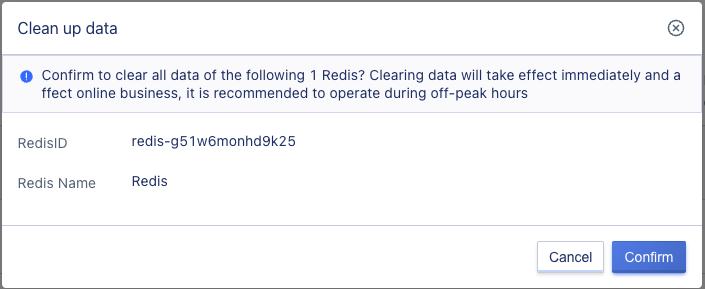 Clean up data
Confirm to clear all data of the following 1 Redis? Clearing data will take effect immediately and a
ffect online business, it is recommended to operate during off-peak hours
RedisID redis-g51w6monhd9k25
Redis Name Redis
Cancel Confirm